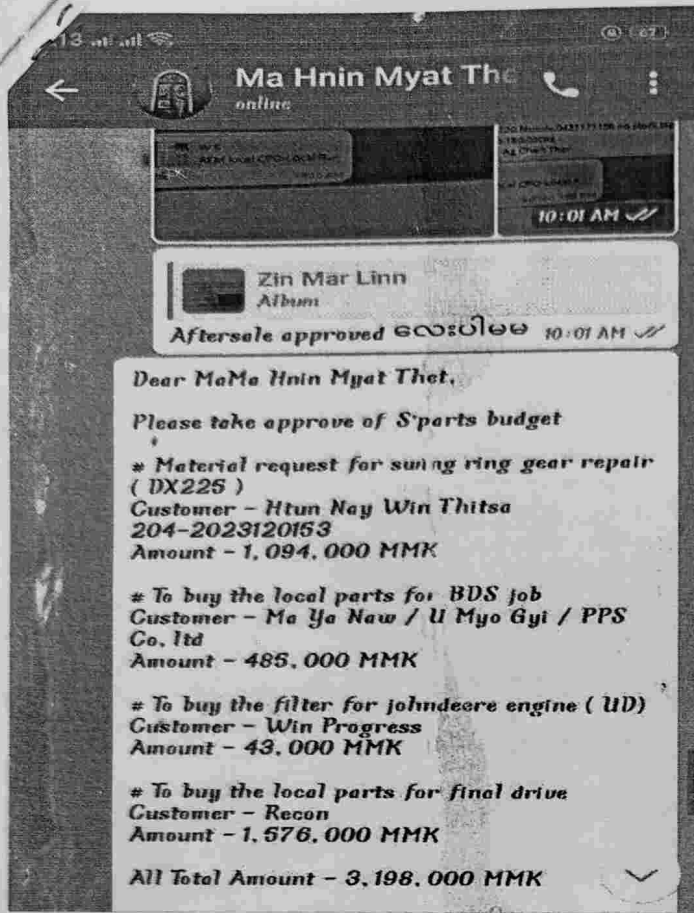 Ma Hnin Myat The
online
10:01 AM
Zin Mar Linn
Album
Aftersale approved လေးပါမမ 10:01 AM
Dear MaMa Hnin Myat Thet,
Please take approve of S'parts budget
# Material request for swing ring gear repair
( DX225 )
Customer - Htun Nay Win Thitsa
204-2023120153
Amount - 1,094,000 MMK
# To buy the local parts for BDS job
Customer - Ma Ya Naw / U Myo Gyi / PPS
Co.ltd
Amount - 485,000 MMK
# To buy the filter for johndeere engine ( UD)
Customer - Win Progress
Amount - 43,000 MMK
# To buy the local parts for final drive
Customer - Recon
Amount - 1,576,000 MMK
All Total Amount - 3,198,000 MMK